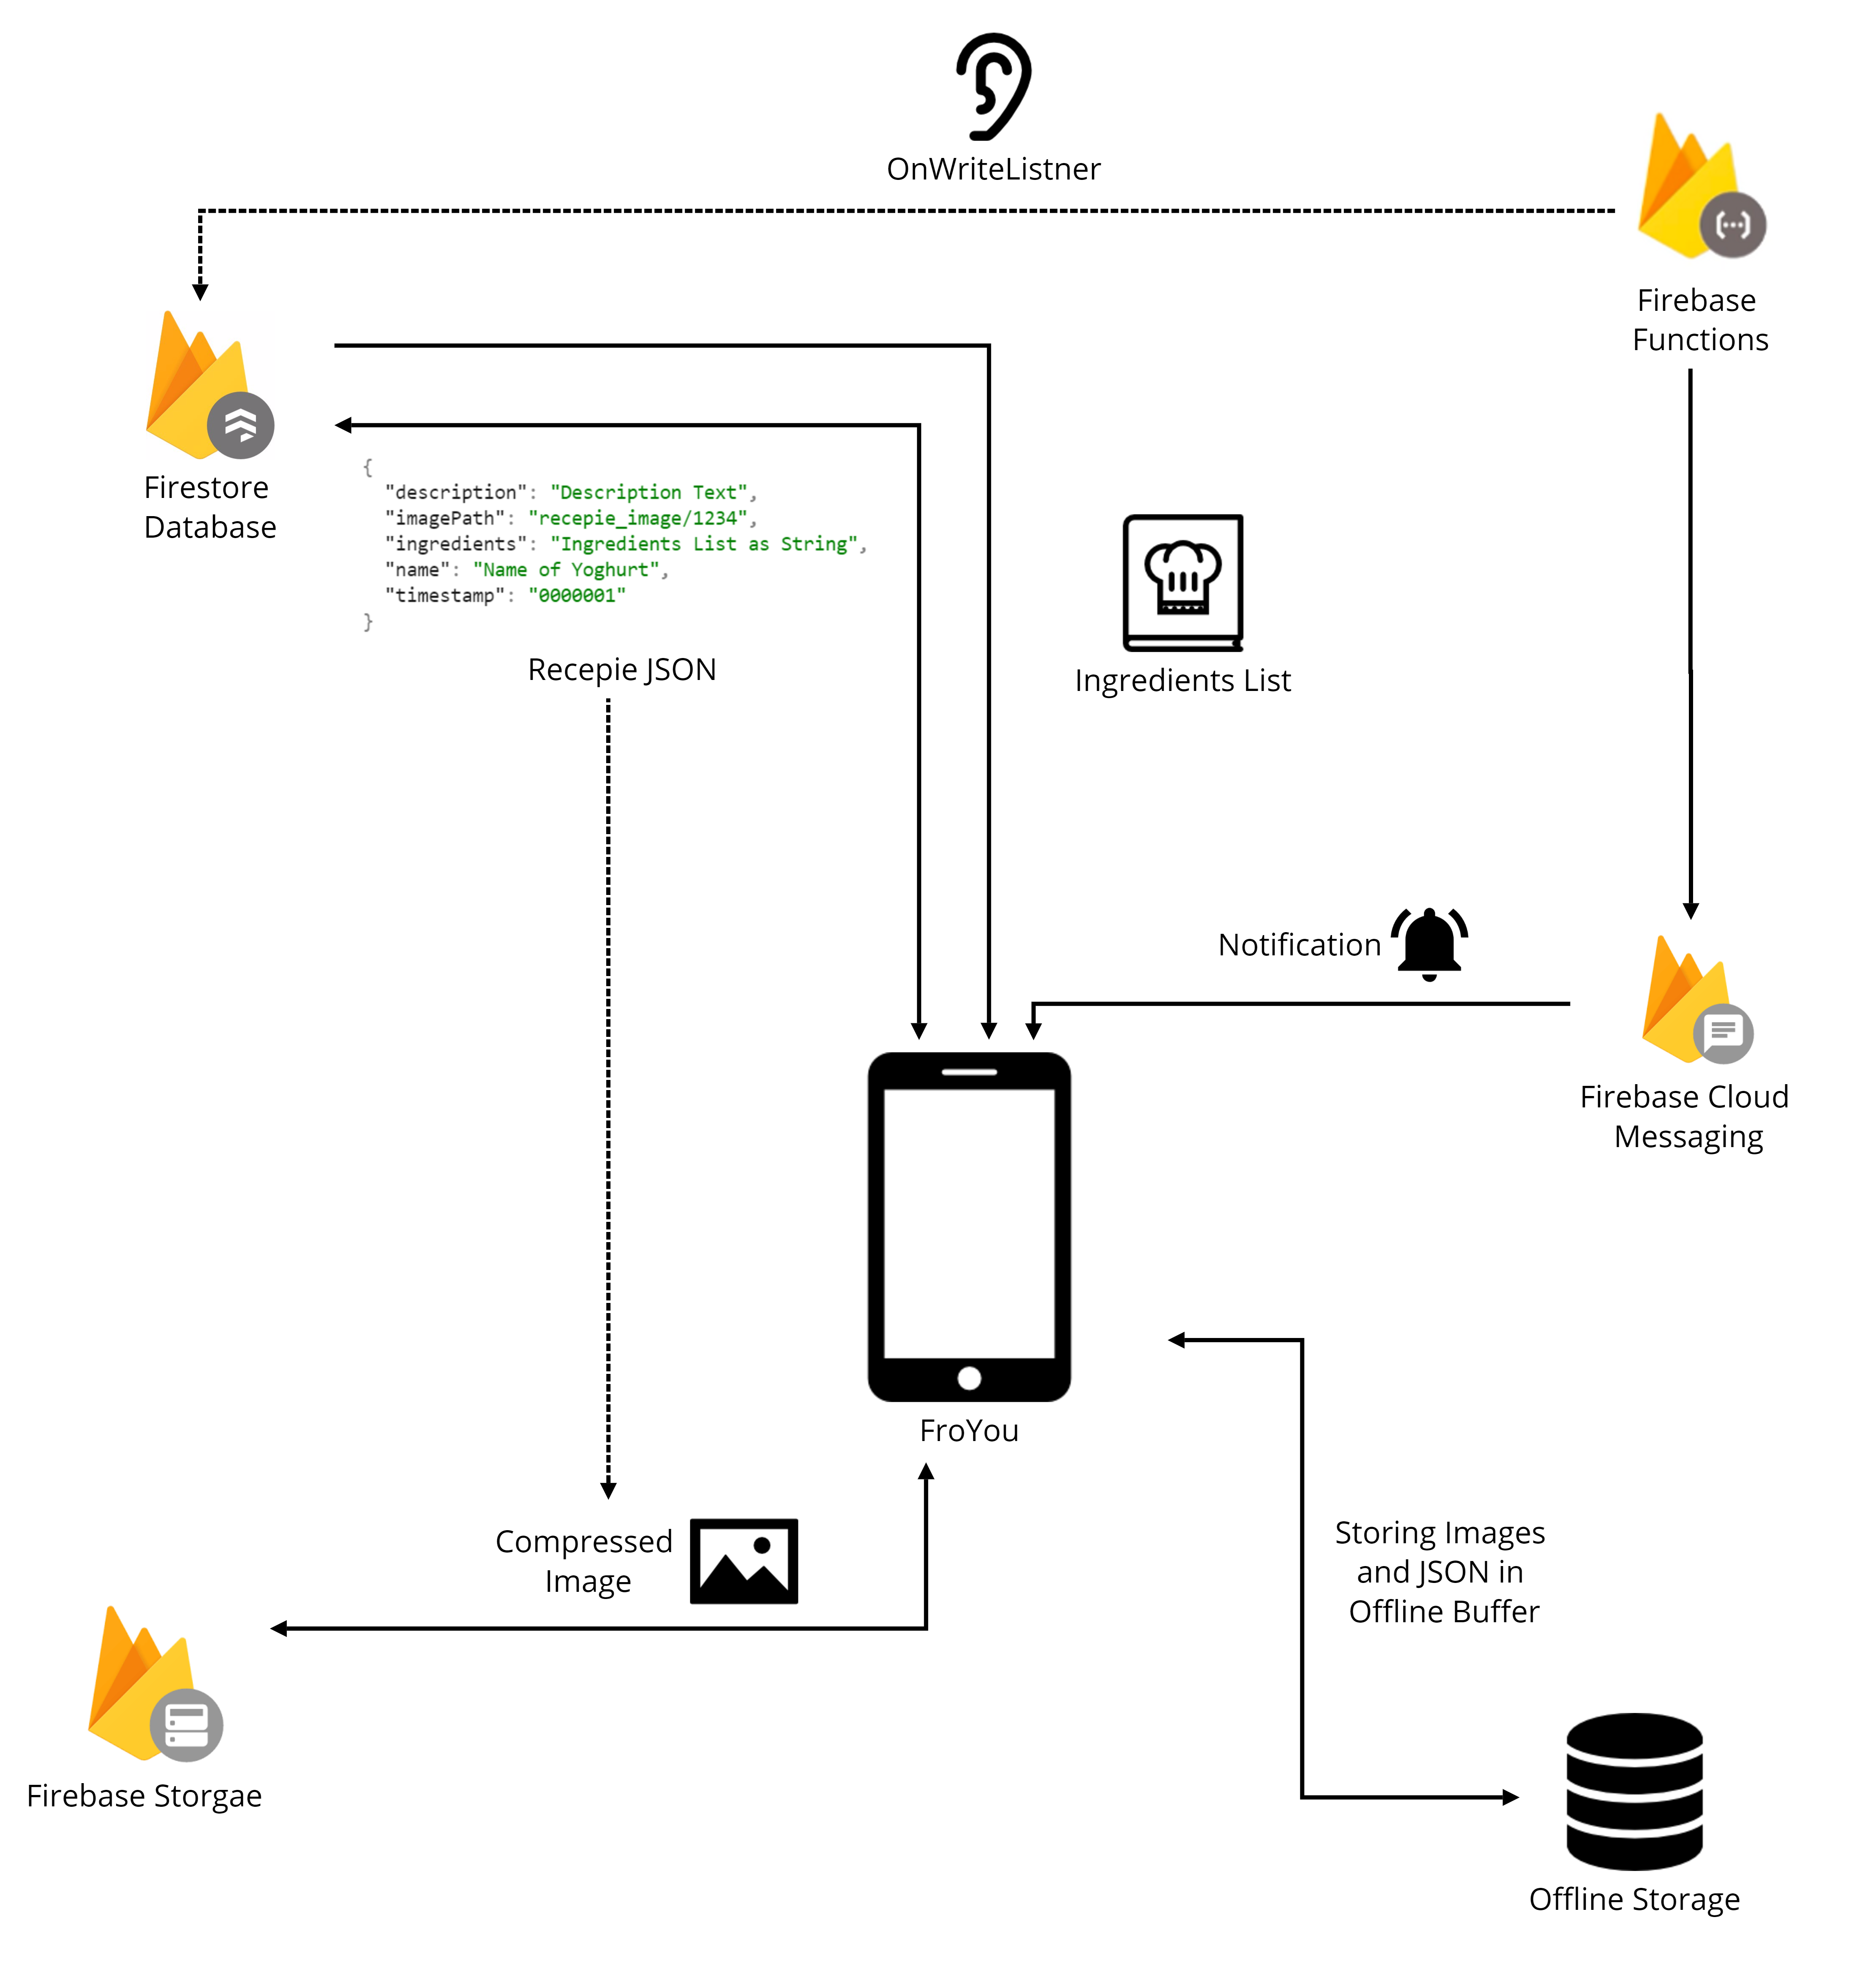 OnWriteListner
Firebase
Functions
Firestore
Database
{
"description": "Description Text",
"imagePath": "recepie_image/1234",
"ingredients": "Ingredients List as String",
"name": "Name of Yoghurt",
"timestamp": "0000001"
}
Recepie JSON
Ingredients List
Notification
Firebase Cloud
Messaging
FroYou
Compressed
Image
Storing Images
and JSON in
Offline Buffer
Firebase Storgae
Offline Storage